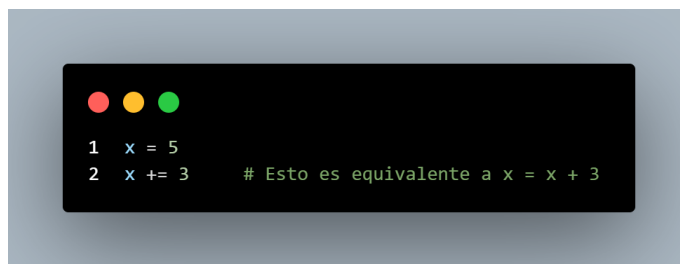 1 x = 5
2 x += 3 # Esto es equivalente a x = x + 3